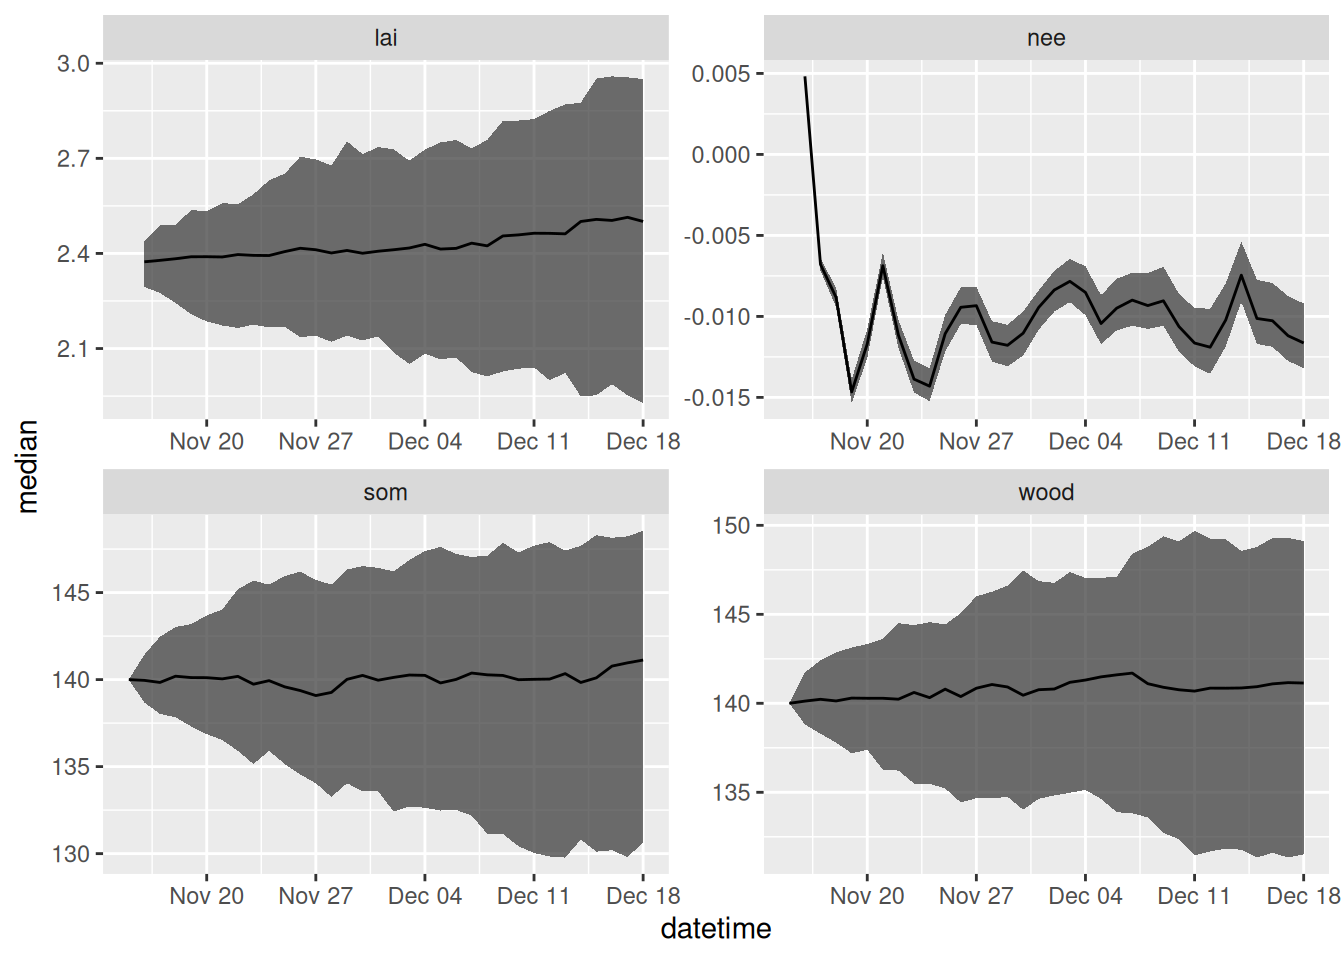 lai
nee
3.0
2.7
2.4
2.1
0.005
0.000
-0.005
-0.010
-0.015
Nov 20 Nov 27 Dec 04 Dec 11 Dec 18
Nov 20 Nov 27 Dec 04 Dec 11 Dec 18
median
som
wood
145
140
135
130
150
145
140
135
Nov 20 Nov 27 Dec 04 Dec 11 Dec 18
Nov 20 Nov 27 Dec 04 Dec 11 Dec 18
datetime